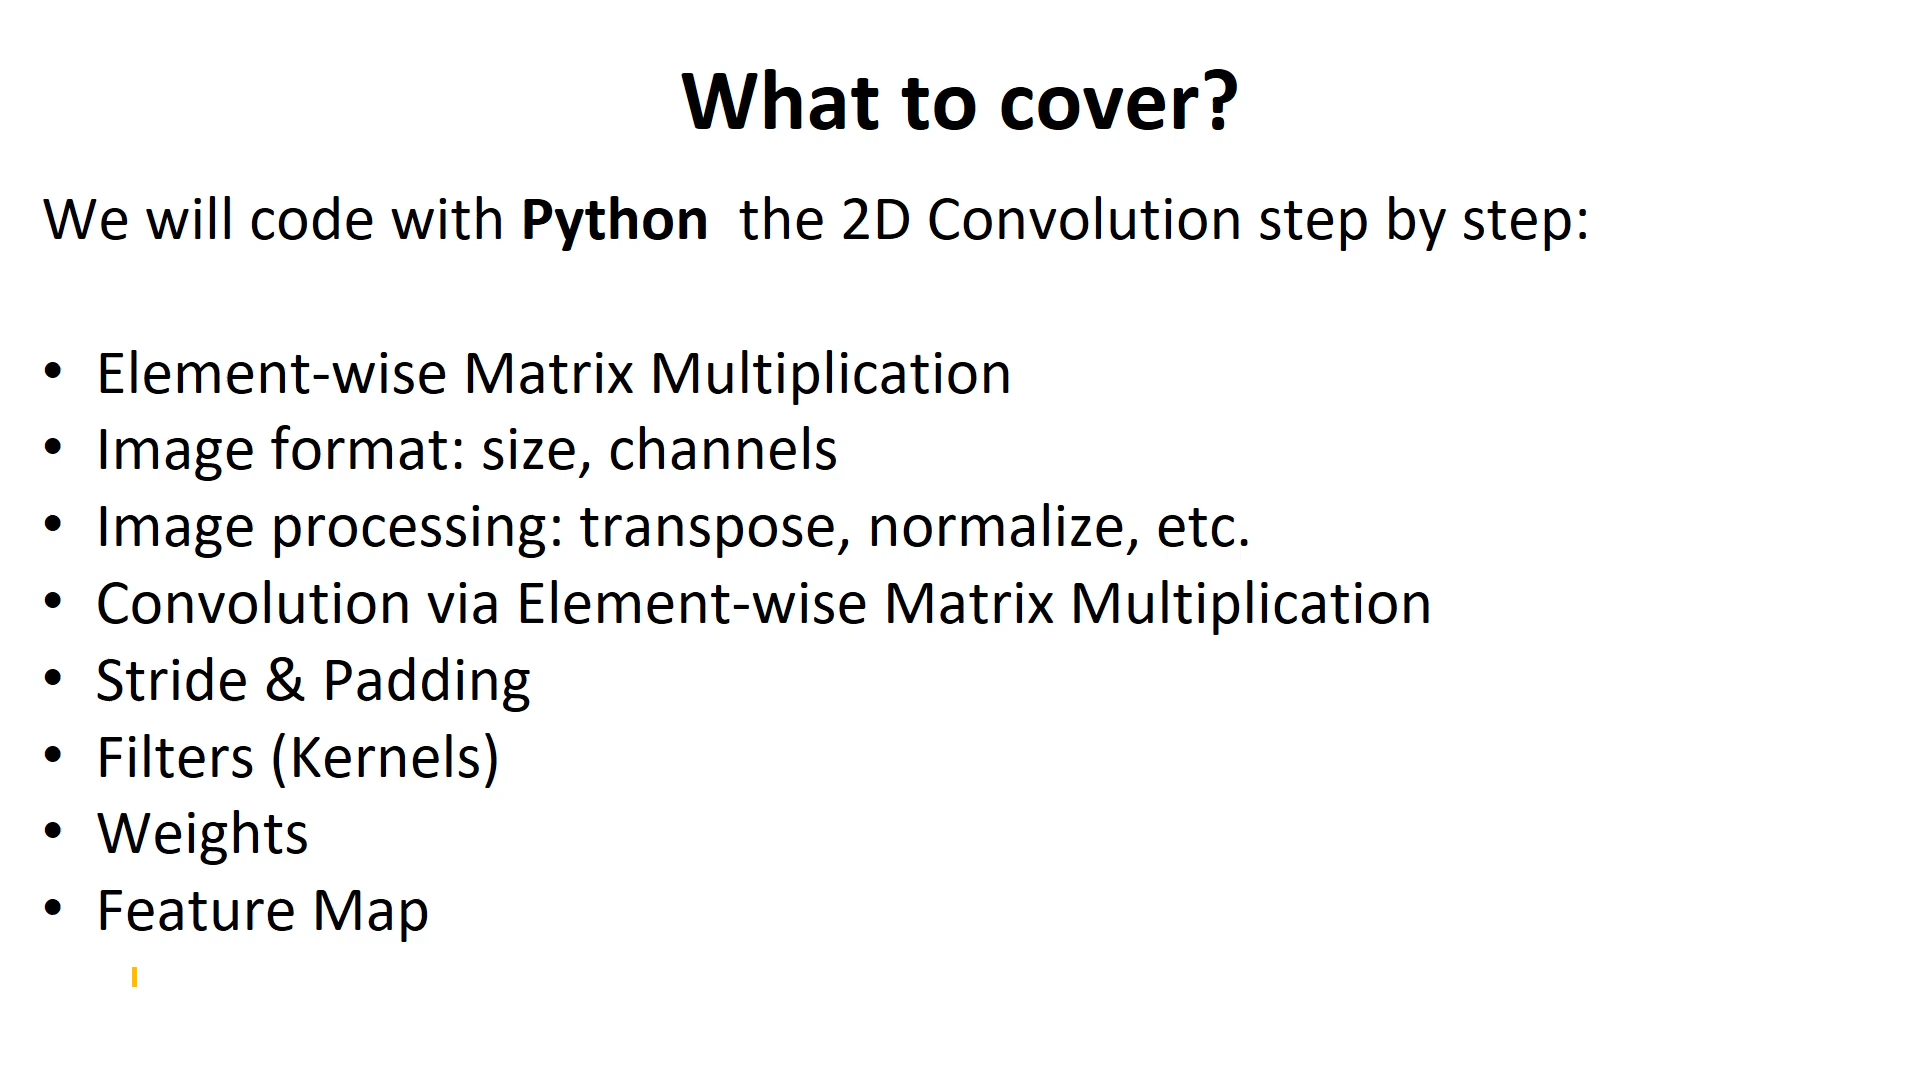 What to cover?
We will code with Python the 2D Convolution step by step:
• Element-wise Matrix Multiplication
• Image format: size, channels
• Image processing: transpose, normalize, etc.
• Convolution via Element-wise Matrix Multiplication
• Stride & Padding
• Filters (Kernels)
• Weights
• Feature Map